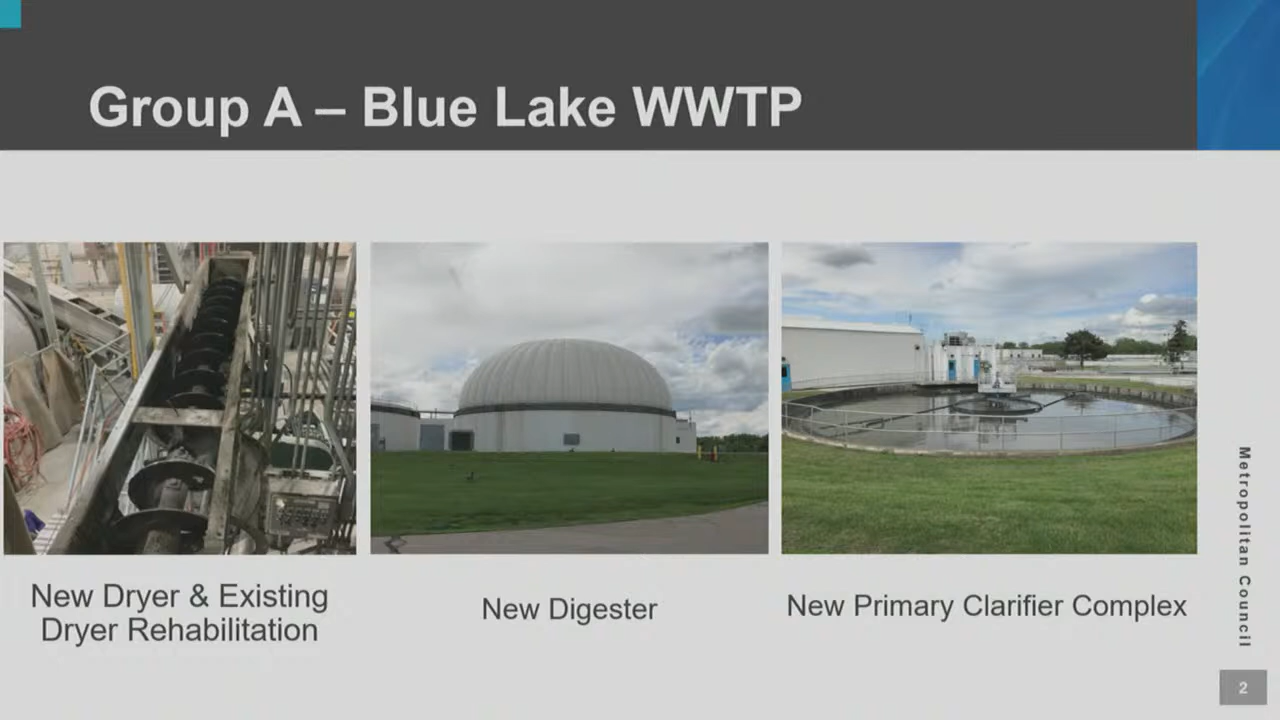 Group A – Blue Lake WWTP
New Dryer & Existing
Dryer Rehabilitation
New Digester
New Primary Clarifier Complex
Metropolitan Council
2